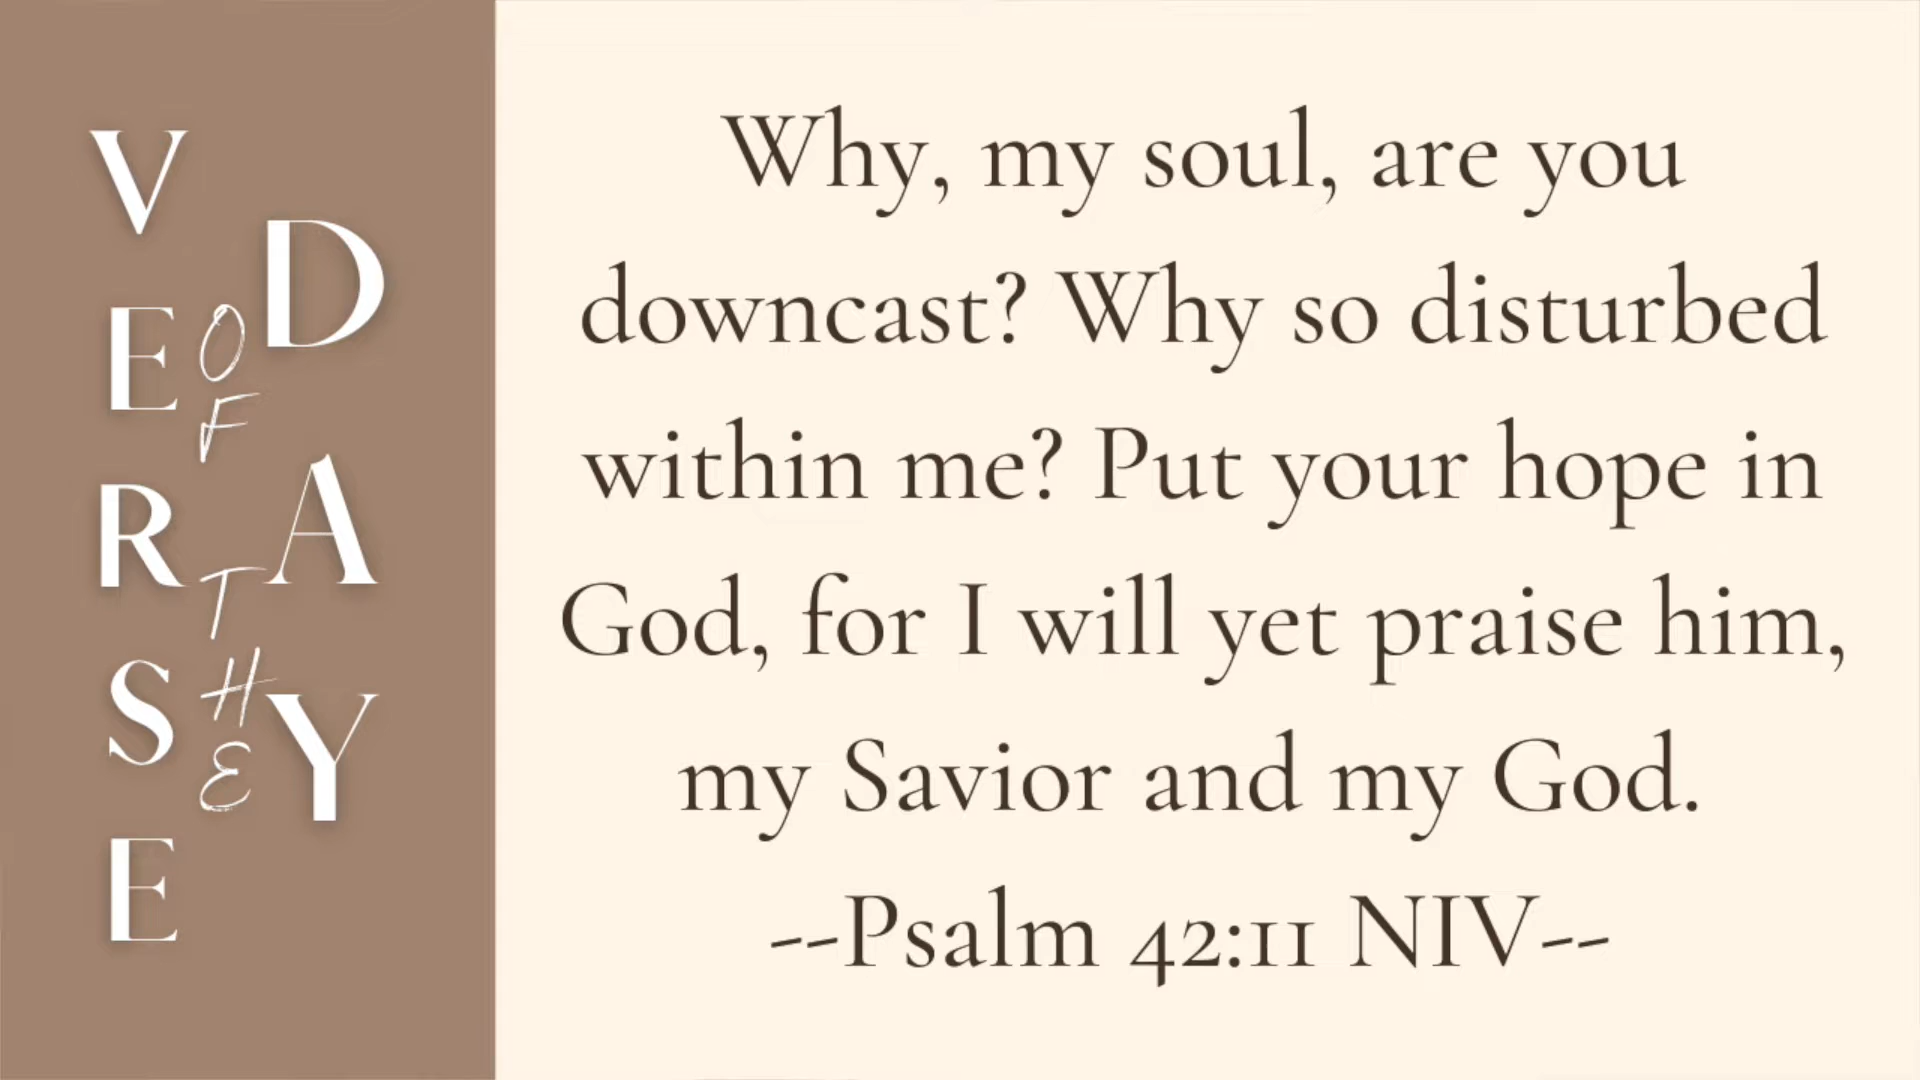 VERSE
OF THE
DAY
Why, my soul, are you
downcast? Why so disturbed
within me? Put your hope in
God, for I will yet praise him,
my Savior and my God.
--Psalm 42:11 NIV--